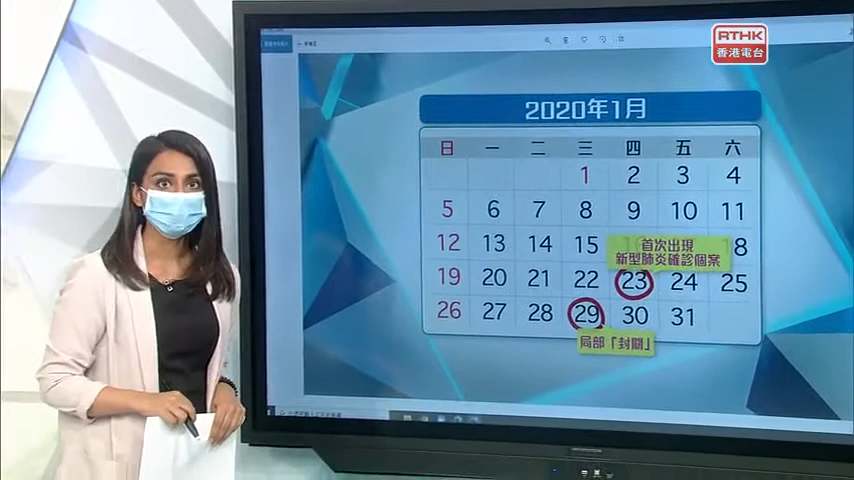 RTHK
香港電台
2020年1月
日 一 二 三 四 五 六
1 2 3 4
5 6 7 8 9 10 11
首次出現
新型肺炎確診個案
12 13 14 15 18
19 20 21 22 23 24 25
26 27 28 29 30 31
局部「封關」